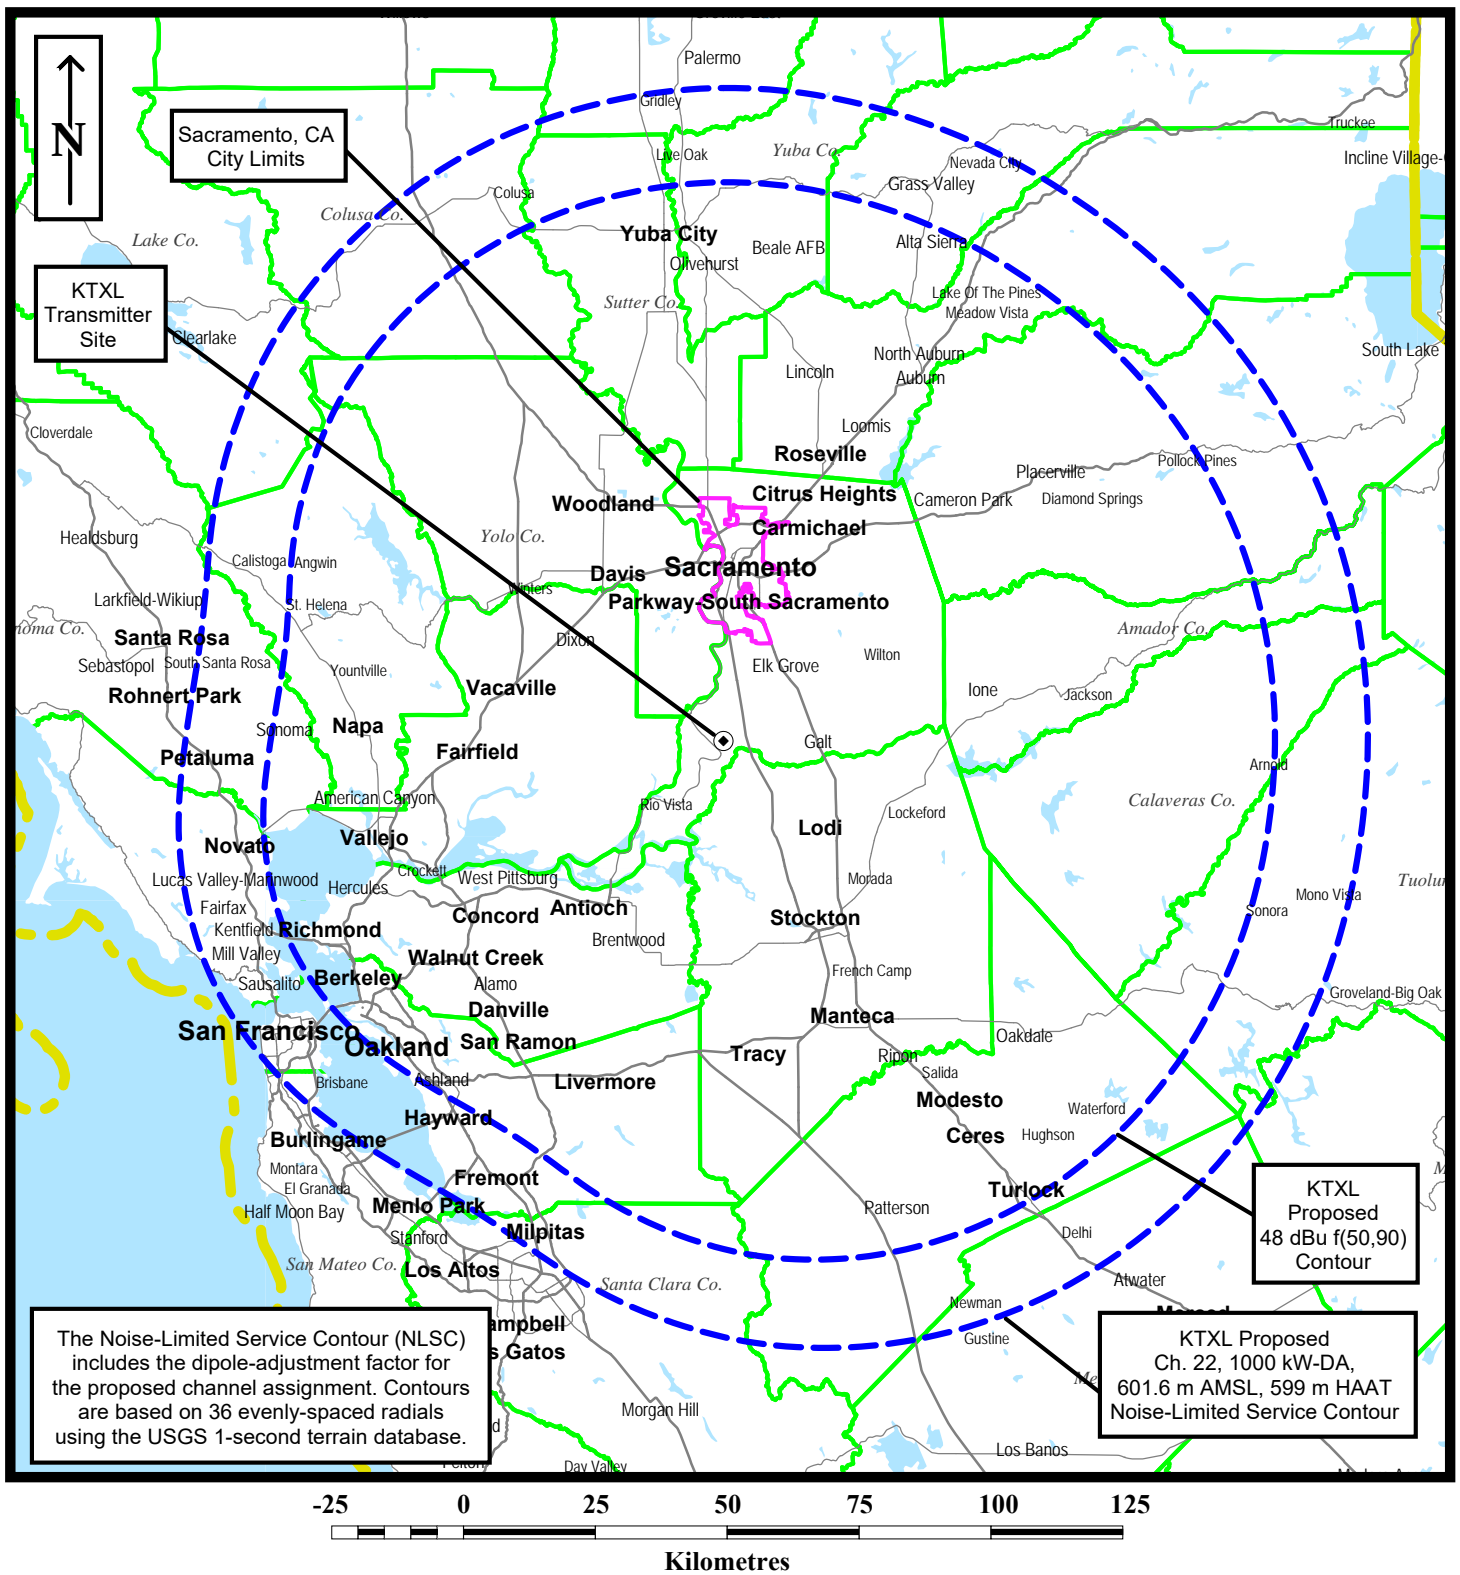 Palermo
Gridley
N
Sacramento, CA
City Limits
Truckee
Live Oak
Yuba Co.
Nevada City
Incline Village-
Grass Valley
Colusa
Colusa Co.
Lake Co.
Yuba City
Beale AFB
Alta Sierra
Olivehurst
KTXL
Transmitter
Site
Sutter Co.
Lake Of The Pines
Meadow Vista
Clearlake
North Auburn
South Lake
Lincoln
Auburn
Cloverdale
Loomis
Roseville
Placerville
Pollock Pines
Woodland
Citrus Heights
Cameron Park
Diamond Springs
Carmichael
Healdsburg
Yolo Co.
Calistoga
Angwin
Davis
Sacramento
Winters
Larkfield-Wikiup
St. Helena
Parkway-South Sacramento
noma Co.
Santa Rosa
Dixon
Amador Co.
Sebastopol
South Santa Rosa
Yountville
Elk Grove
Wilton
Rohnert Park
Vacaville
Ione
Jackson
Sonoma
Napa
Petaluma
Fairfield
Galt
Arnold
American Canyon
Rio Vista
Calaveras Co.
Vallejo
Lodi
Lockeford
Novato
Crockett
Lucas Valley-Marinwood
Hercules
West Pittsburg
Morada
Tuolu
Mono Vista
Fairfax
Concord
Antioch
Stockton
Sonora
Kentfield
Richmond
Brentwood
Mill Valley
Walnut Creek
Sausalito
Berkeley
Alamo
French Camp
Groveland-Big Oak
Danville
Manteca
San Francisco
Oakland
San Ramon
Oakdale
Tracy
Ripon
Brisbane
Ashland
Livermore
Salida
Hayward
Modesto
Waterford
Burlingame
Ceres
Hughson
Montara
Fremont
El Granada
Menlo Park
Turlock
Half Moon Bay
Patterson
KTXL
Proposed
48 dBu f(50,90)
Contour
Stanford
Milpitas
Delhi
San Mateo Co.
Los Altos
Santa Clara Co.
Atwater
Newman
Merced
Gustine
ampbell
s Gatos
The Noise-Limited Service Contour (NLSC)
includes the dipole-adjustment factor for
the proposed channel assignment. Contours
are based on 36 evenly-spaced radials
using the USGS 1-second terrain database.
KTXL Proposed
Ch. 22, 1000 kW-DA,
601.6 m AMSL, 599 m HAAT
Noise-Limited Service Contour
Me
Morgan Hill
Los Banos
Day Valley
-25 0 25 50 75 100 125
Kilometres